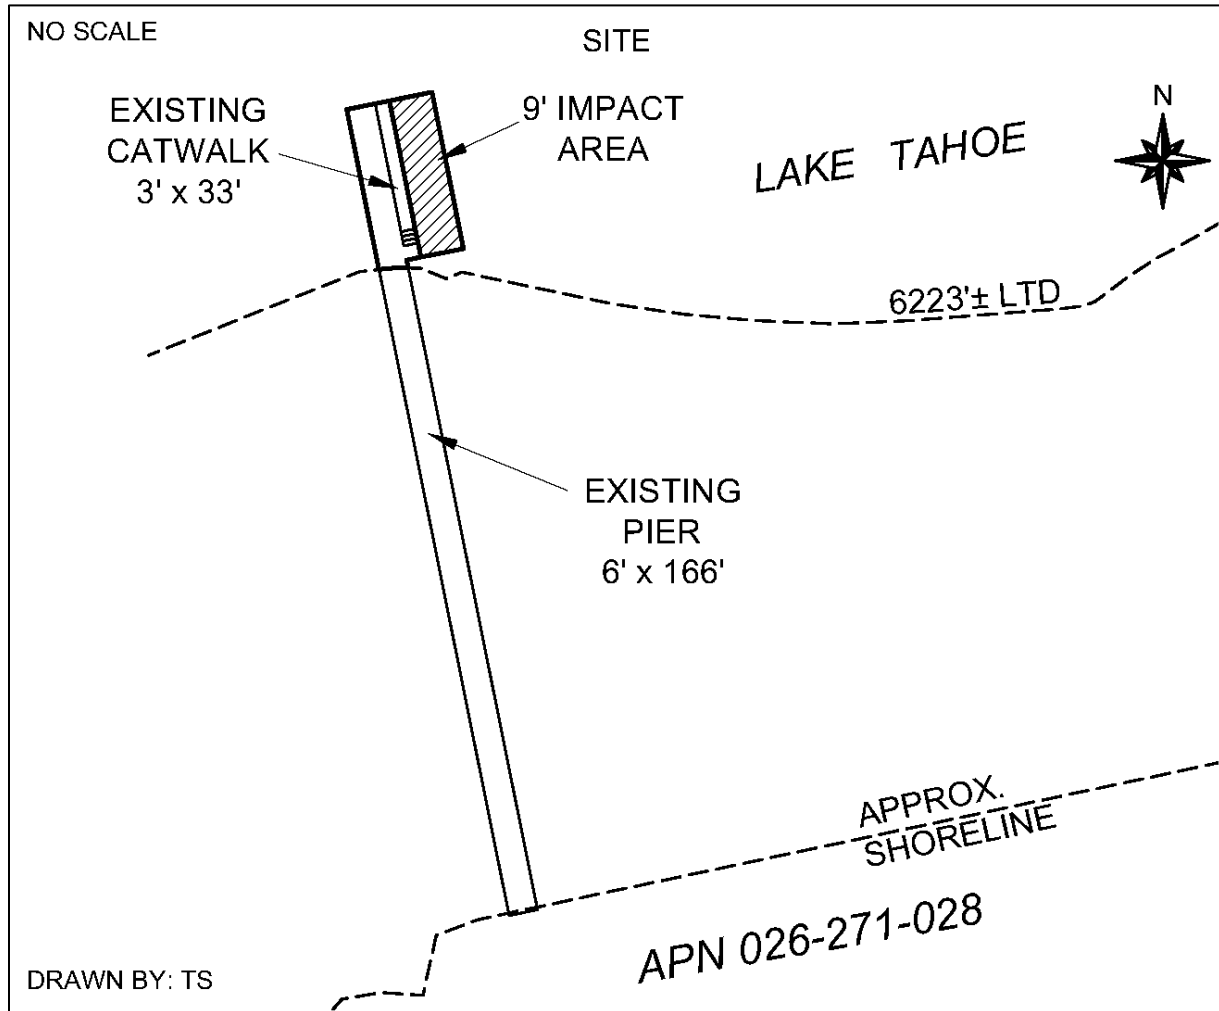 NO SCALE
SITE
EXISTING
CATWALK
3' x 33'
9' IMPACT
AREA
LAKE TAHOE
N
6223'± LTD
EXISTING
PIER
6' x 166'
APPROX.
SHORELINE
APN 026-271-028
DRAWN BY: TS